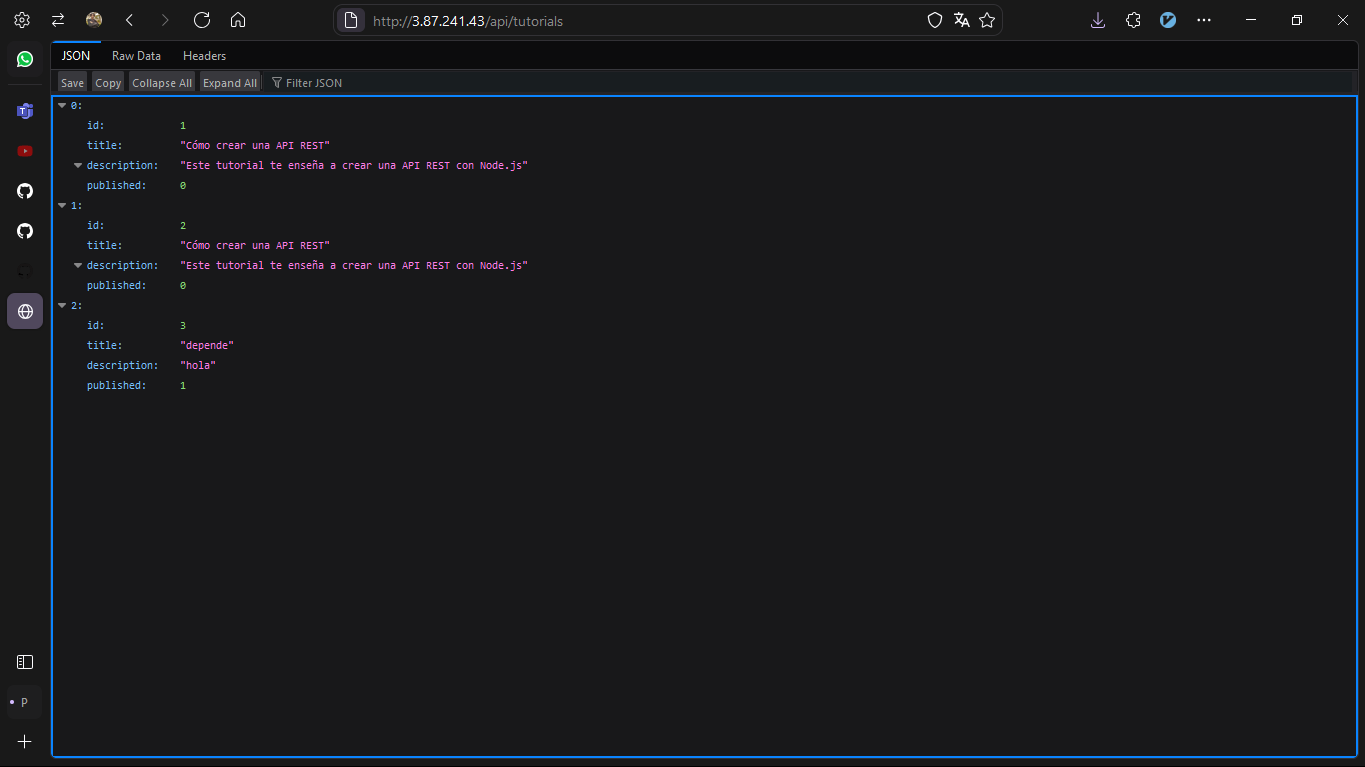 http://3.87.241.43/api/tutorials
JSON Raw Data Headers
Save Copy Collapse All Expand All Filter JSON
0:
id: 1
title: "Cómo crear una API REST"
description: "Este tutorial te enseña a crear una API REST con Node.js"
published: 0
1:
id: 2
title: "Cómo crear una API REST"
description: "Este tutorial te enseña a crear una API REST con Node.js"
published: 0
2:
id: 3
title: "depende"
description: "hola"
published: 1
P